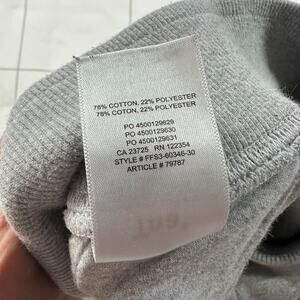 78% COTTON, 22% POLYESTER
78% COTON, 22% POLYESTER
PO 4500129629
PO 4500129630
PO 4500129631
CA 23725 RN 122354
STYLE # FFS3-60346-30
ARTICLE # 79787